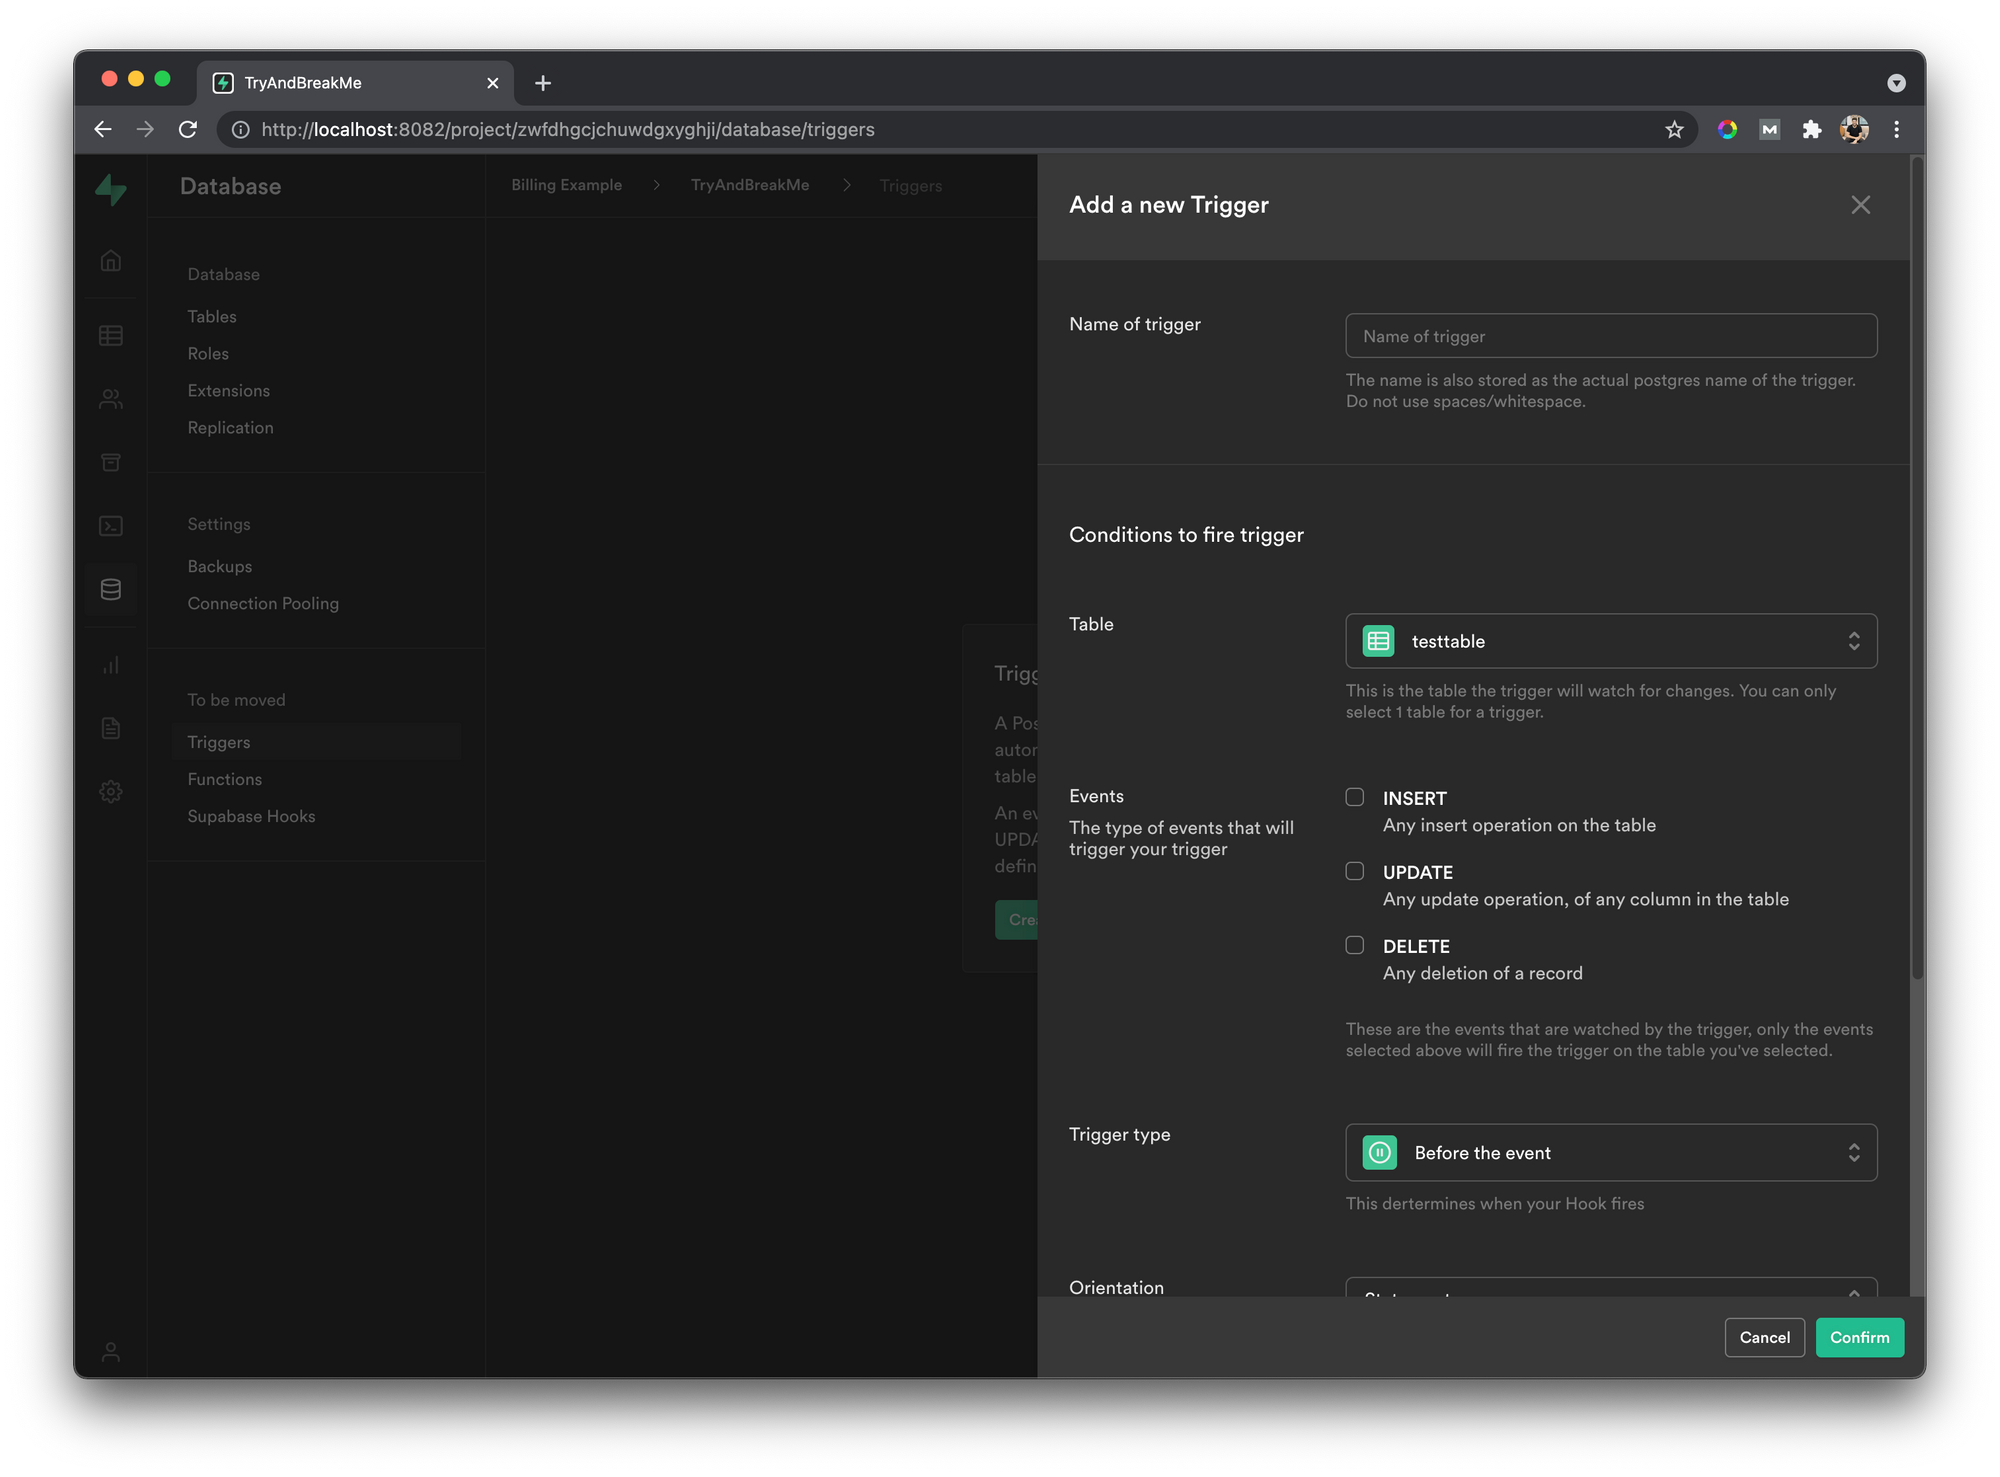 TryAndBreakMe
http://localhost:8082/project/zwfdhgcjchuwdgxyghji/database/triggers
Database
Billing Example
TryAndBreakMe
Triggers
Database
Tables
Roles
Extensions
Replication
Settings
Backups
Connection Pooling
To be moved
Triggers
Functions
Supabase Hooks
Add a new Trigger
Name of trigger
Name of trigger
The name is also stored as the actual postgres name of the trigger.
Do not use spaces/whitespace.
Conditions to fire trigger
Table
testtable
This is the table the trigger will watch for changes. You can only
select 1 table for a trigger.
Events
The type of events that will
trigger your trigger
INSERT
Any insert operation on the table
UPDATE
Any update operation, of any column in the table
DELETE
Any deletion of a record
These are the events that are watched by the trigger, only the events
selected above will fire the trigger on the table you've selected.
Trigger type
Before the event
This dertermines when your Hook fires
Orientation
Cancel
Confirm
A
table
An